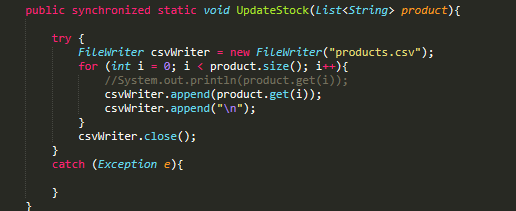 public synchronized static void UpdateStock(List<String> product){
try {
FileWriter csvWriter = new FileWriter("products.csv");
for (int i = 0; i < product.size(); i++){
//System.out.println(product.get(i));
csvWriter.append(product.get(i));
csvWriter.append("\n");
}
csvWriter.close();
}
catch (Exception e){
}
}